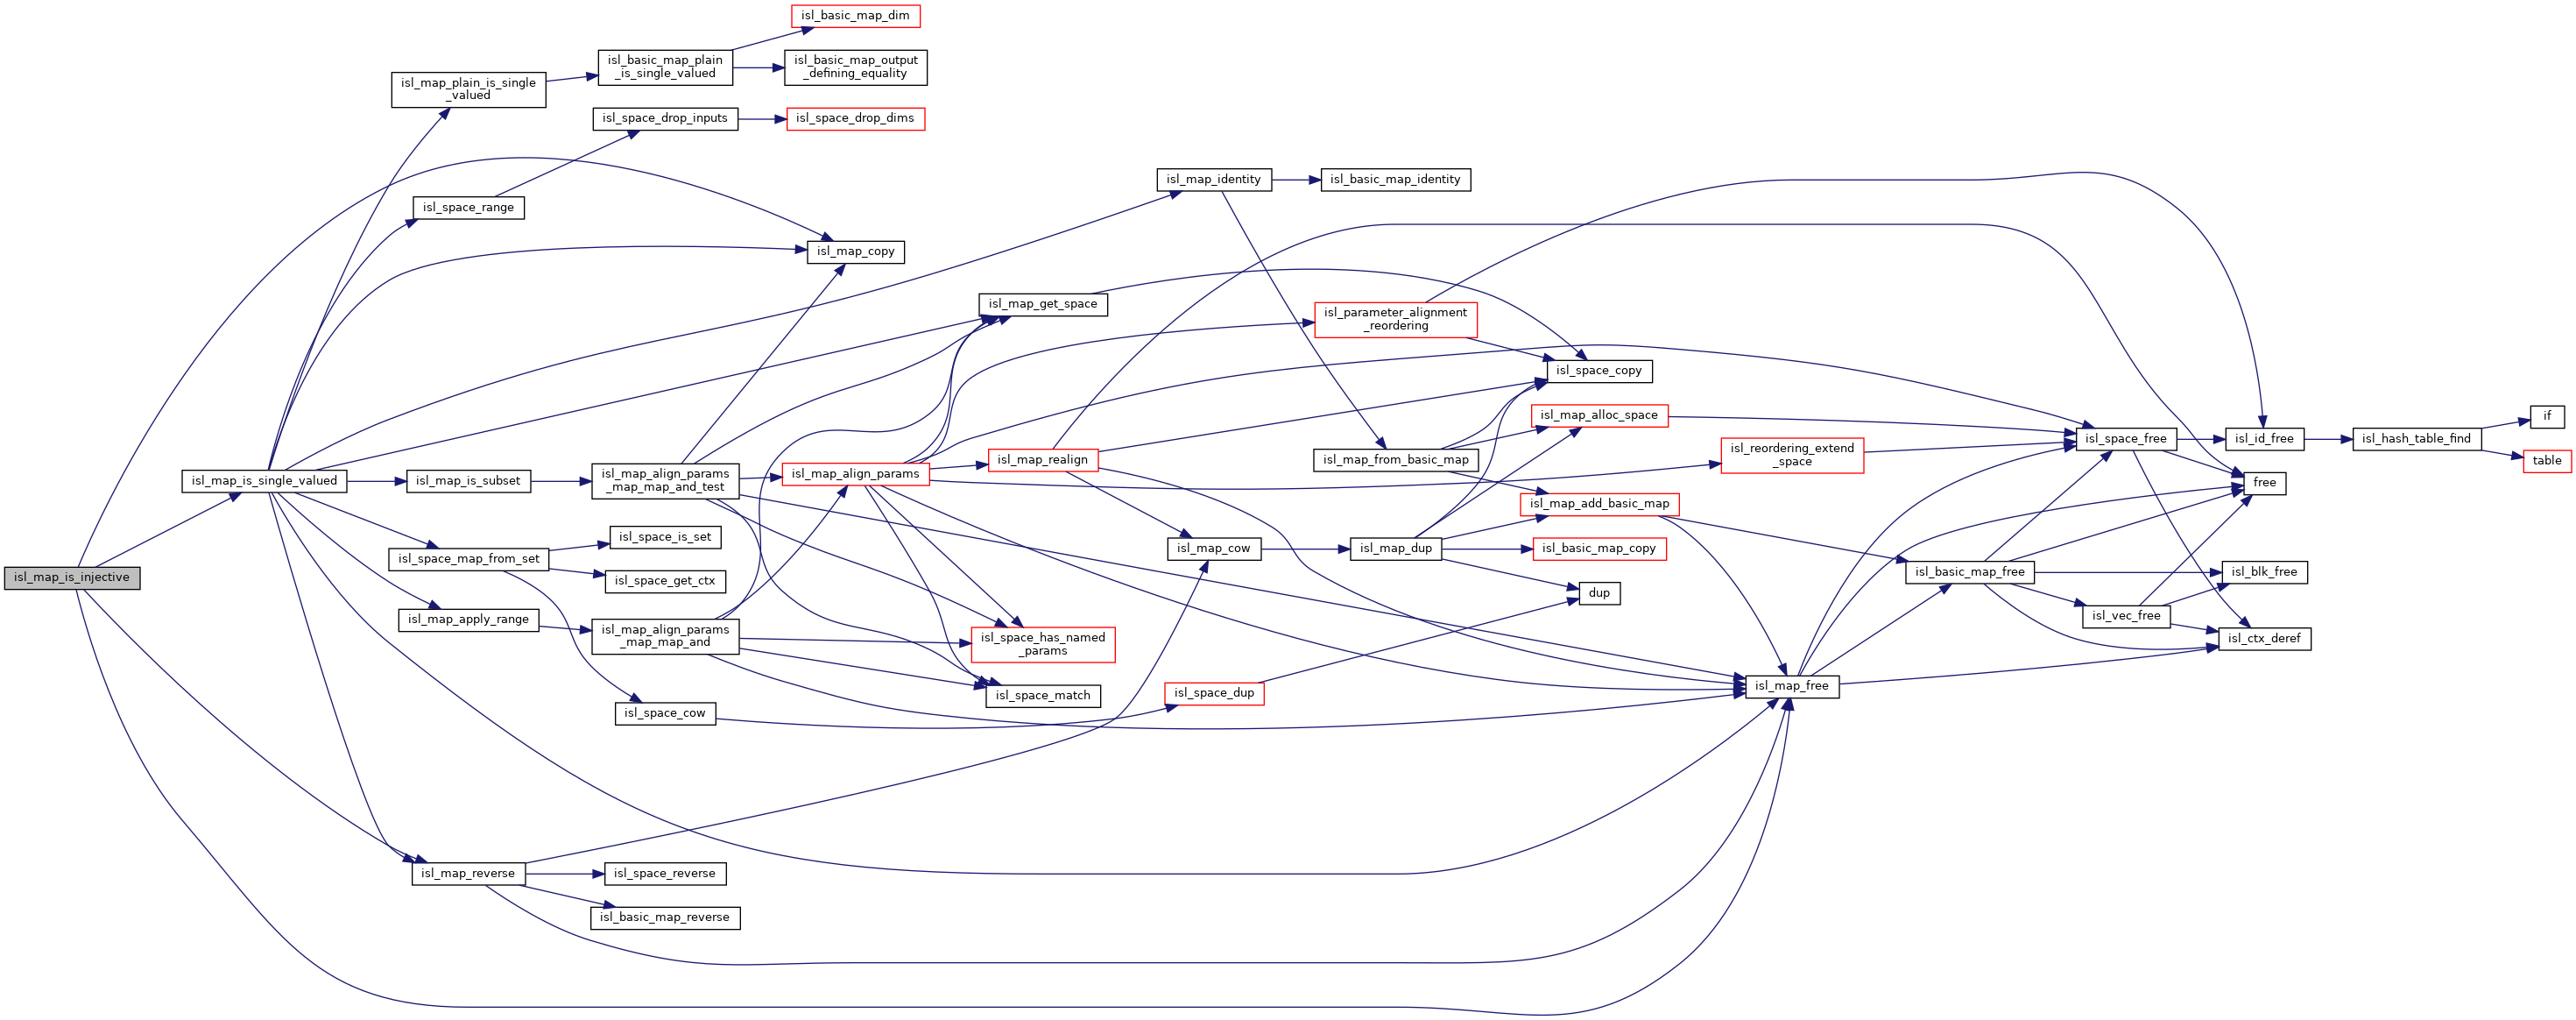 isl_map_is_injective
isl_map_is_single_valued
isl_map_plain_is_single
_valued
isl_space_range
isl_map_is_subset
isl_space_map_from_set
isl_map_apply_range
isl_map_reverse
isl_basic_map_plain
_is_single_valued
isl_space_drop_inputs
isl_map_align_params
_map_map_and_test
isl_space_is_set
isl_space_get_ctx
isl_map_align_params
_map_map_and
isl_space_cow
isl_space_reverse
isl_basic_map_reverse
isl_basic_map_dim
isl_basic_map_output
_defining_equality
isl_space_drop_dims
isl_map_copy
isl_map_align_params
isl_map_get_space
isl_map_realign
isl_space_has_named
_params
isl_space_match
isl_map_identity
isl_map_cow
isl_space_dup
isl_basic_map_identity
isl_parameter_alignment
_reordering
isl_map_from_basic_map
isl_map_dup
isl_space_copy
isl_map_alloc_space
isl_map_add_basic_map
isl_basic_map_copy
dup
isl_reordering_extend
_space
isl_map_free
isl_basic_map_free
isl_space_free
isl_vec_free
isl_id_free
free
isl_blk_free
isl_ctx_deref
isl_hash_table_find
if
table